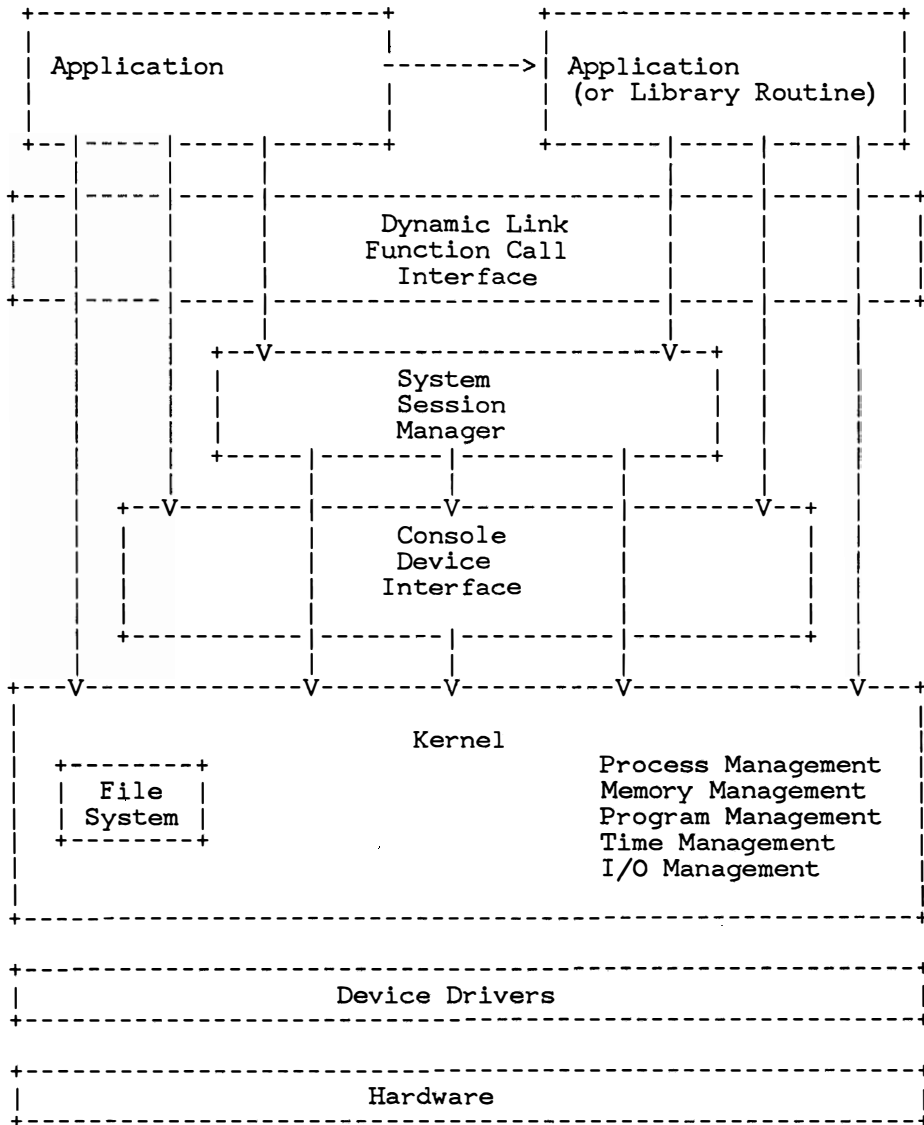 Application
Application
(or Library Routine)
Dynamic Link
Function Call
Interface
System
Session
Manager
Console
Device
Interface
Kernel
File
System
Process Management
Memory Management
Program Management
Time Management
I/O Management
Device Drivers
Hardware